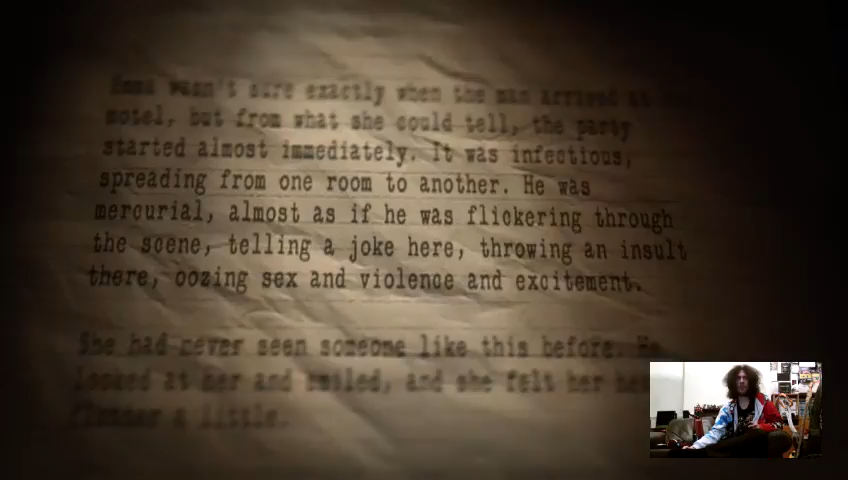 Emma wasn't sure exactly when the man arrived at
motel, but from what she could tell, the party
started almost immediately. It was infectious,
spreading from one room to another. He was
mercurial, almost as if he was flickering through
the scene, telling a joke here, throwing an insult
there, oozing sex and violence and excitement.
She had never seen someone like this before. He
looked at her and smiled, and she felt her
a little.